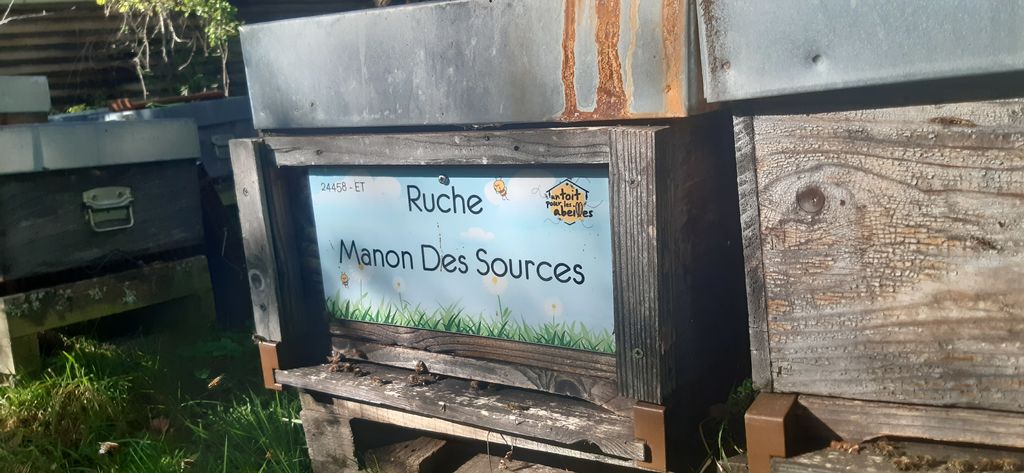 24458 - ET
Ruche
Un toit
pour les
abeilles
Manon Des Sources